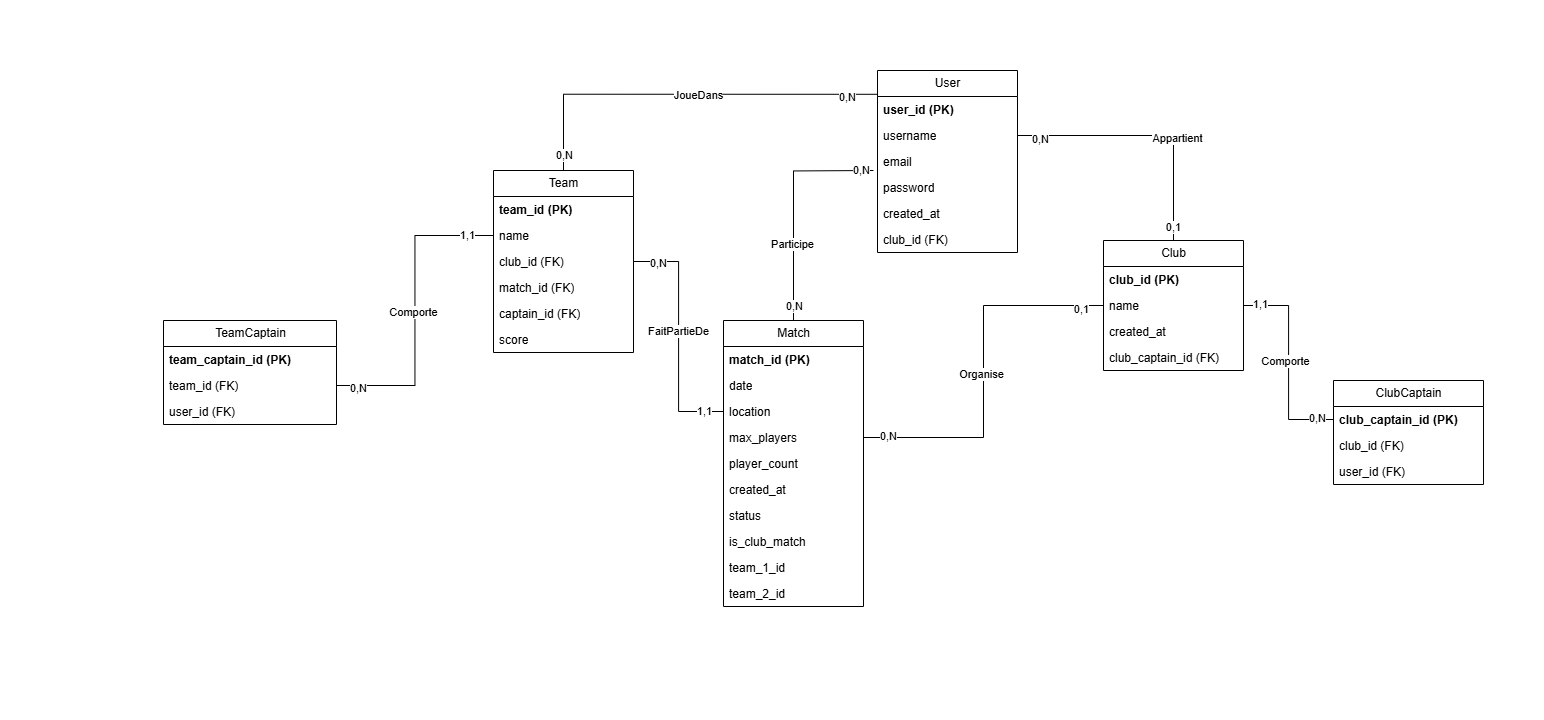 User
user_id (PK)
username
email
password
created_at
club_id (FK)
JoueDans
0,N
0,N
0,N
Appartient
0,1
0,N
Participe
0,N
Team
team_id (PK)
name
club_id (FK)
match_id (FK)
captain_id (FK)
score
1,1
Comporte
0,N
TeamCaptain
team_captain_id (PK)
team_id (FK)
user_id (FK)
0,N
FaitPartieDe
1,1
Match
match_id (PK)
date
location
max_players
player_count
created_at
status
is_club_match
team_1_id
team_2_id
0,N
Organise
0,1
Club
club_id (PK)
name
created_at
club_captain_id (FK)
1,1
Comporte
0,N
ClubCaptain
club_captain_id (PK)
club_id (FK)
user_id (FK)